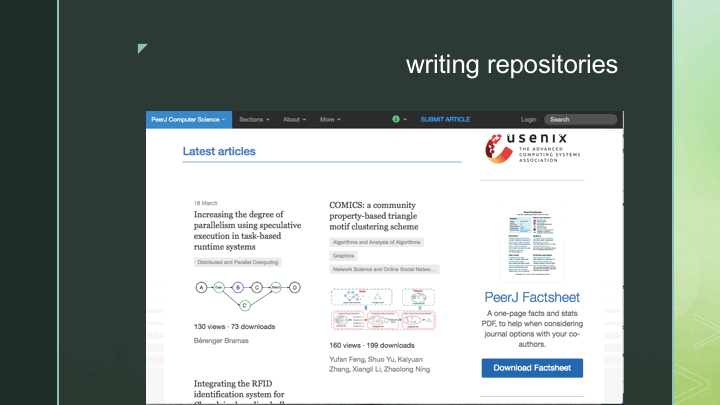 writing repositories
PeerJ Computer Science
Sections
About
More
SUBMIT ARTICLE
Login
Search
Latest articles
18 March
Increasing the degree of
parallelism using speculative
execution in task-based
runtime systems
Distributed and Parallel Computing
A
B
C
D
C'
130 views · 73 downloads
Bérenger Bramas
Integrating the RFID
identification system for
COMICS: a community
property-based triangle
motif clustering scheme
Algorithms and Analysis of Algorithms
Graphics
Network Science and Online Social Networ...
160 views · 199 downloads
Yufan Feng, Shuo Yu, Kaiyuan
Zhang, Xiangli Li, Zhaolong Ning
usenix
THE ADVANCED
COMPUTING SYSTEMS
ASSOCIATION
PeerJ Factsheet
PeerJ Factsheet
A one-page facts and stats
PDF, to help when considering
journal options with your co-
authors.
Download Factsheet